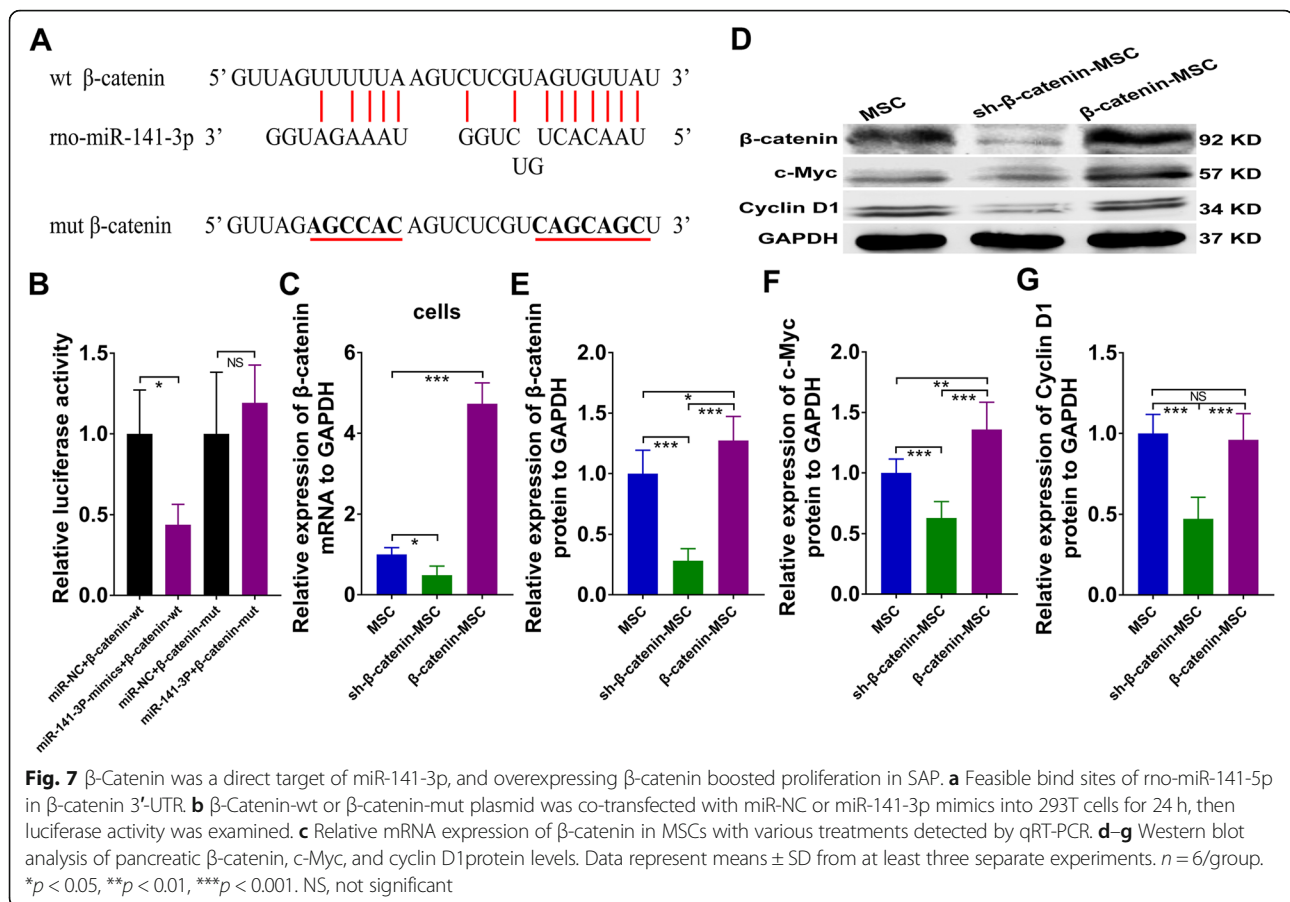 A
wt β-catenin 5’ GUUAGUUUUUA AGUCUCGUAGUGUUAU 3’
rno-miR-141-3p 3’ GGUAGAAAU GGUC UCACAAU 5’
UG
mut β-catenin 5’ GUUAGAGCCAC AGUCUCGUCAGCAGCU 3’
D
MSC
sh-β-catenin-MSC
β-catenin-MSC
β-catenin 92 KD
c-Myc 57 KD
Cyclin D1 34 KD
GAPDH 37 KD
B
Relative luciferase activity
1.5
1.0
0.5
0.0
*
NS
miR-NC+β-catenin-wt
miR-141-3P-mimics+β-catenin-wt
miR-NC+β-catenin-mut
miR-141-3P+β-catenin-mut
C
cells
Relative expression of β-catenin
mRNA to GAPDH
6
4
2
0
***
*
MSC
sh-β-catenin-MSC
β-catenin-MSC
E
Relative expression of β-catenin
protein to GAPDH
2.0
1.5
1.0
0.5
0.0
*
***
***
MSC
sh-β-catenin-MSC
β-catenin-MSC
F
Relative expression of c-Myc
protein to GAPDH
2.0
1.5
1.0
0.5
0.0
**
***
***
MSC
sh-β-catenin-MSC
β-catenin-MSC
G
Relative expression of Cyclin D1
protein to GAPDH
1.5
1.0
0.5
0.0
NS
***
***
MSC
sh-β-catenin-MSC
β-catenin-MSC
Fig. 7 β-Catenin was a direct target of miR-141-3p, and overexpressing β-catenin boosted proliferation in SAP. a Feasible bind sites of rno-miR-141-5p
in β-catenin 3′-UTR. b β-Catenin-wt or β-catenin-mut plasmid was co-transfected with miR-NC or miR-141-3p mimics into 293T cells for 24 h, then
luciferase activity was examined. c Relative mRNA expression of β-catenin in MSCs with various treatments detected by qRT-PCR. d–g Western blot
analysis of pancreatic β-catenin, c-Myc, and cyclin D1protein levels. Data represent means ± SD from at least three separate experiments. n = 6/group.
*p < 0.05, **p < 0.01, ***p < 0.001. NS, not significant